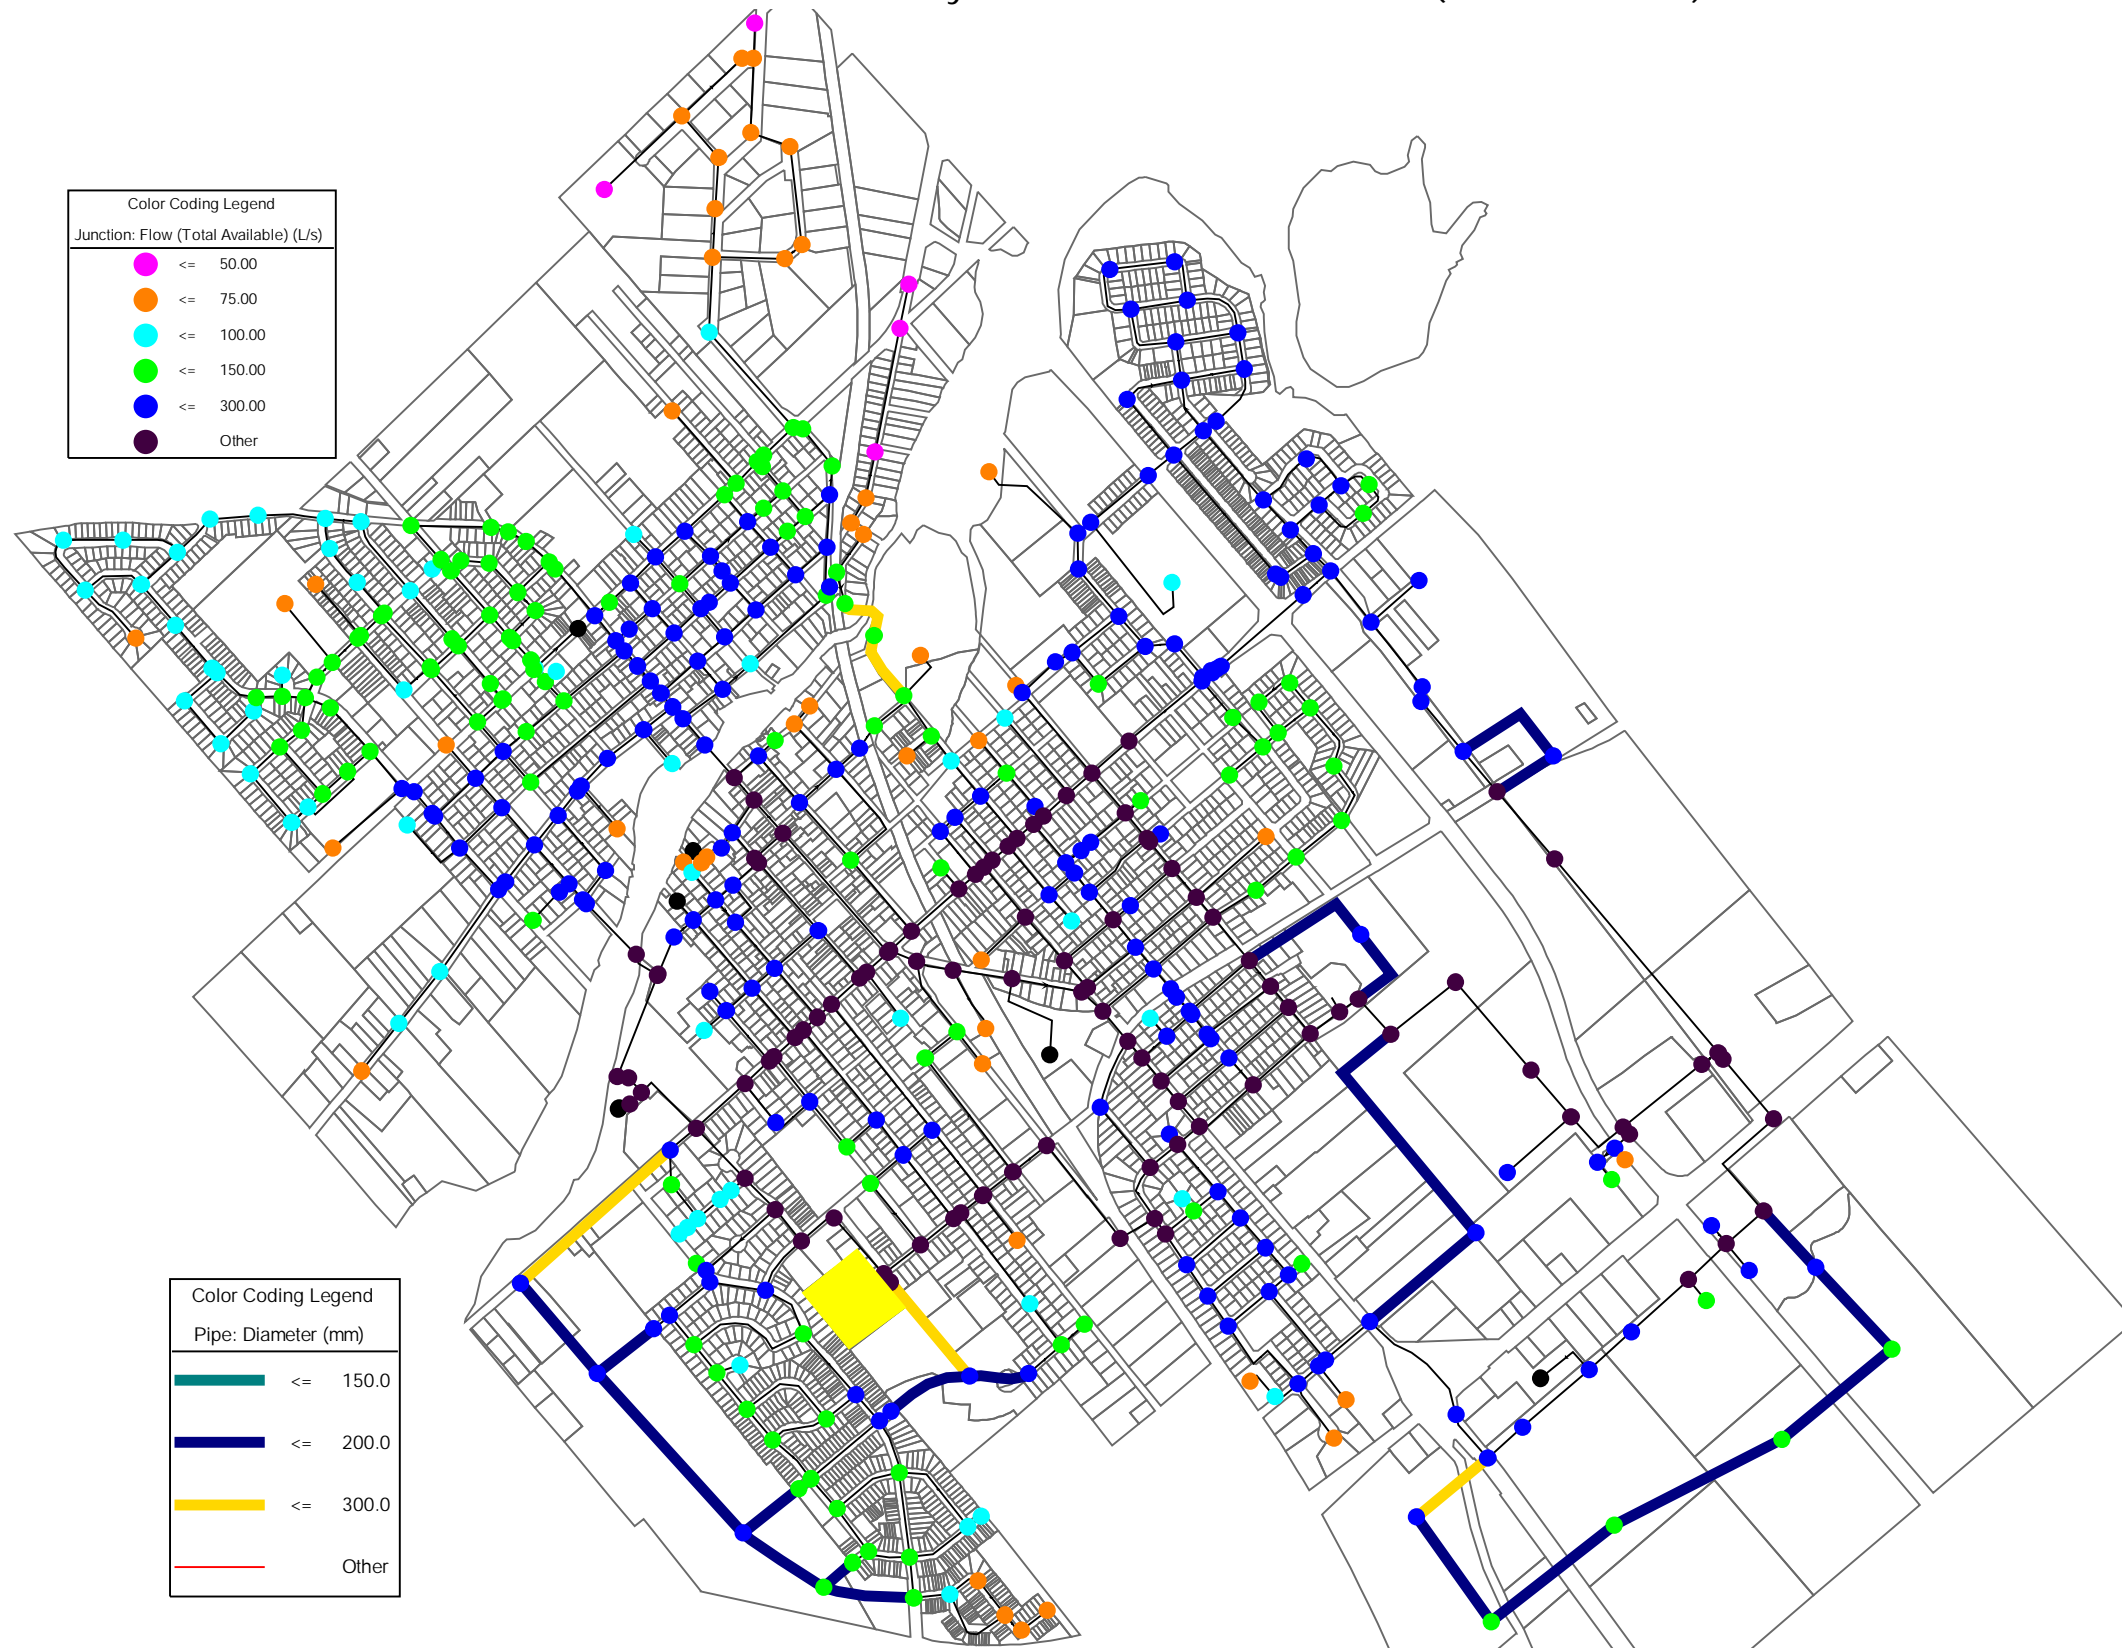 Color Coding Legend
Junction: Flow (Total Available) (L/s)
<= 50.00
<= 75.00
<= 100.00
<= 150.00
<= 300.00
Other
Color Coding Legend
Pipe: Diameter (mm)
<= 150.0
<= 200.0
<= 300.0
Other